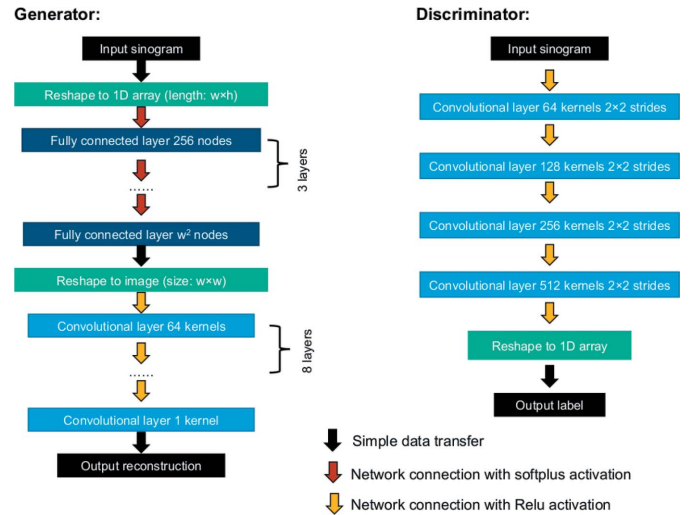 Generator:
Input sinogram
Reshape to 1D array (length: w×h)
Fully connected layer 256 nodes
......
3 layers
Fully connected layer w² nodes
Reshape to image (size: w×w)
Convolutional layer 64 kernels
......
8 layers
Convolutional layer 1 kernel
Output reconstruction
Discriminator:
Input sinogram
Convolutional layer 64 kernels 2×2 strides
Convolutional layer 128 kernels 2×2 strides
Convolutional layer 256 kernels 2×2 strides
Convolutional layer 512 kernels 2×2 strides
Reshape to 1D array
Output label
Simple data transfer
Network connection with softplus activation
Network connection with Relu activation